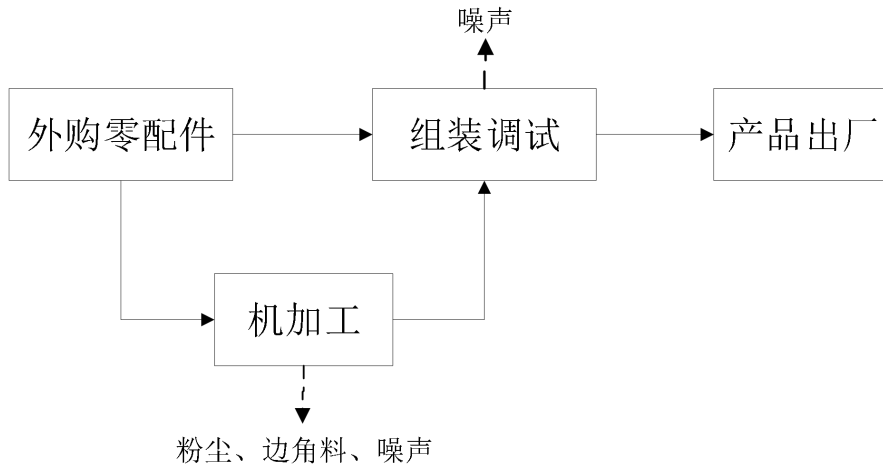 噪声
外购零配件
组装调试
产品出厂
机加工
粉尘、边角料、噪声